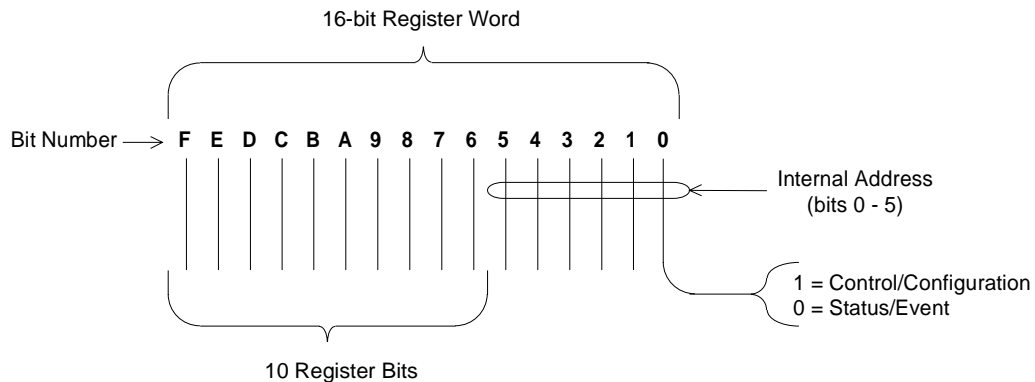 16-bit Register Word
Bit Number F E D C B A 9 8 7 6 5 4 3 2 1 0
Internal Address
(bits 0 - 5)
1 = Control/Configuration
0 = Status/Event
10 Register Bits